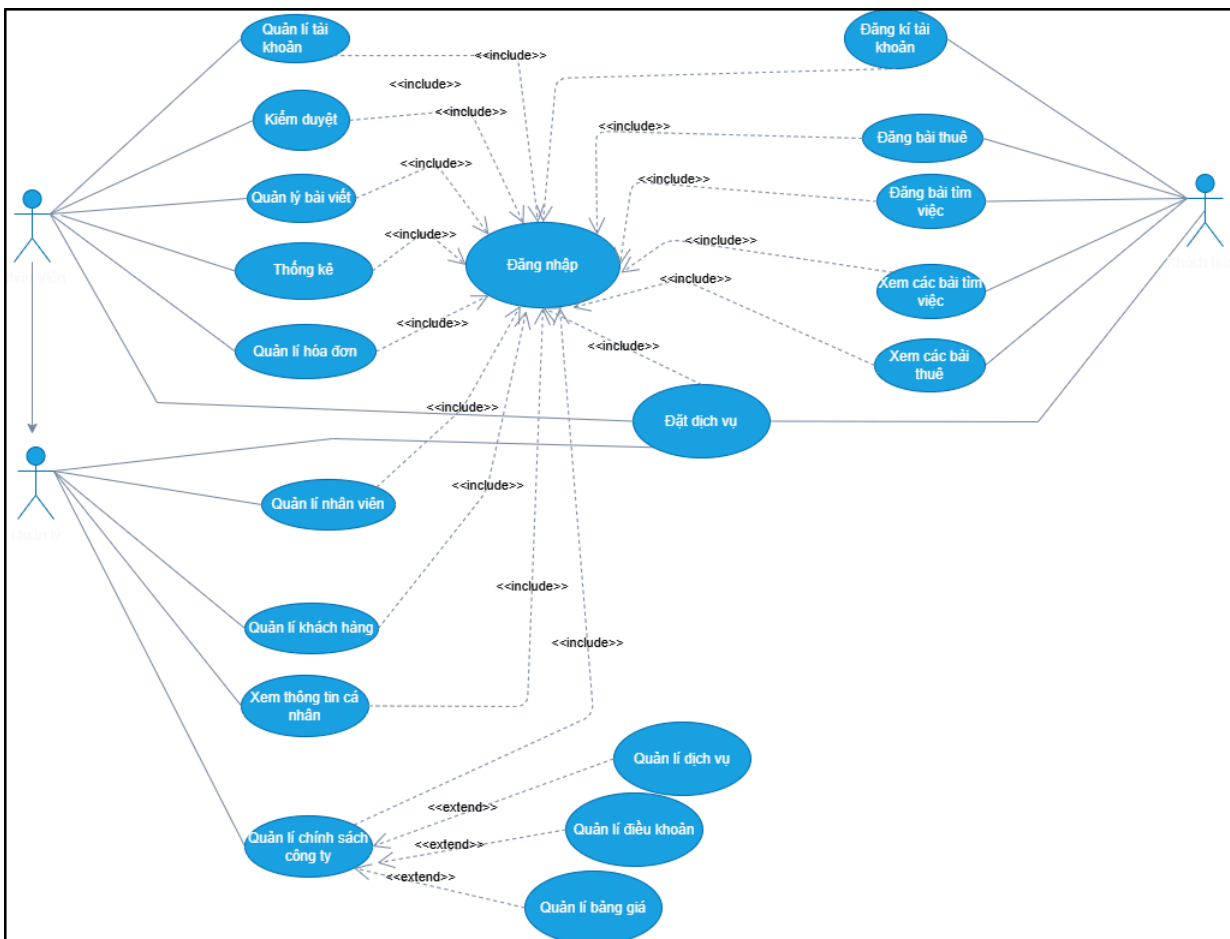 Quản lí tài
khoản
Đăng kí tài
khoản
<<include>>
<<include>>
Kiểm duyệt
<<include>>
<<include>>
Đăng bài thuê
<<include>>
<<include>>
Quản lý bài viết
Đăng bài tìm
việc
<<include>>
<<include>>
Thống kê
Đăng nhập
<<include>>
Xem các bài tìm
việc
<<include>>
Quản lí hóa đơn
<<include>>
Xem các bài
thuê
<<include>>
Đặt dịch vụ
<<include>>
Quản lí nhân viên
Quản lý
<<include>>
<<include>>
Quản lí khách hàng
Xem thông tin cá
nhân
Quản lí dịch vụ
<<extend>>
Quản lí chính sách
công ty
Quản lí điều khoản
<<extend>>
<<extend>>
Quản lí bảng giá